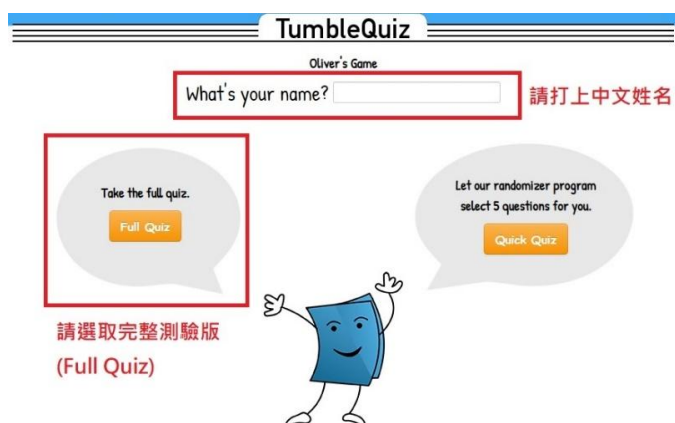 TumbleQuiz
Oliver's Game
What's your name?
請打上中文姓名
Take the full quiz.
Full Quiz
Let our randomizer program
select 5 questions for you.
Quick Quiz
請選取完整測驗版
(Full Quiz)